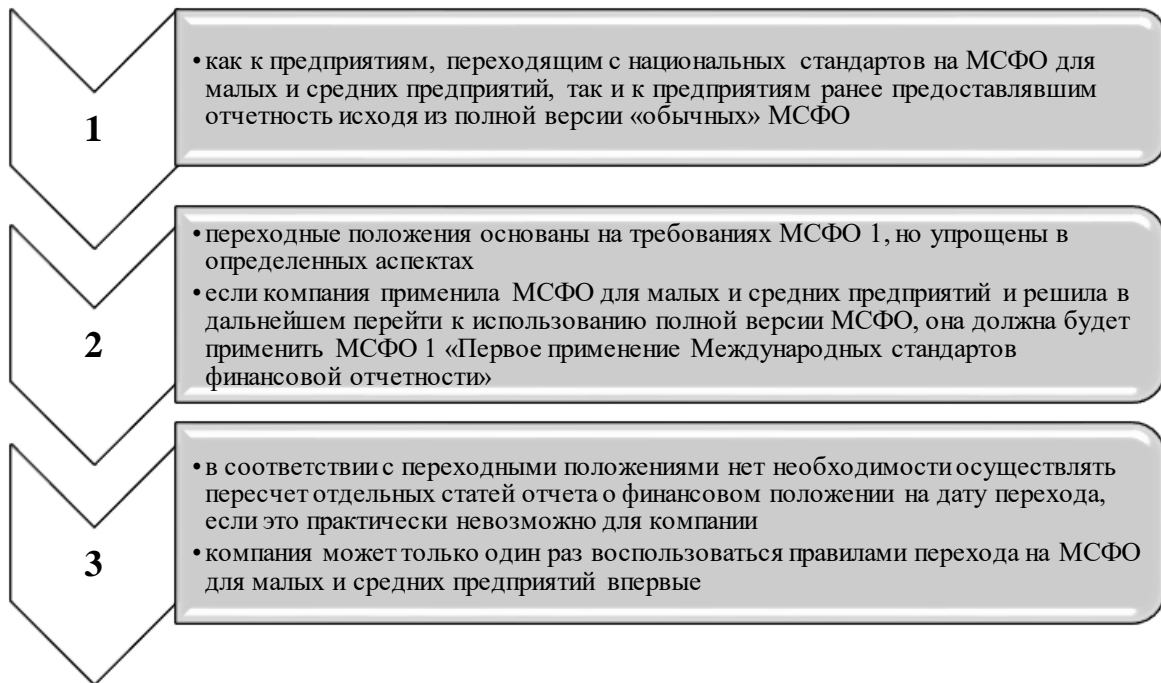 1
•как к предприятиям, переходящим с национальных стандартов на МСФО для
малых и средних предприятий, так и к предприятиям ранее предоставлявшим
отчетность исходя из полной версии «обычных» МСФО
2
•переходные положения основаны на требованиях МСФО 1, но упрощены в
определенных аспектах
•если компания применила МСФО для малых и средних предприятий и решила в
дальнейшем перейти к использованию полной версии МСФО, она должна будет
применить МСФО 1 «Первое применение Международных стандартов
финансовой отчетности»
3
•в соответствии с переходными положениями нет необходимости осуществлять
пересчет отдельных статей отчета о финансовом положении на дату перехода,
если это практически невозможно для компании
•компания может только один раз воспользоваться правилами перехода на МСФО
для малых и средних предприятий впервые